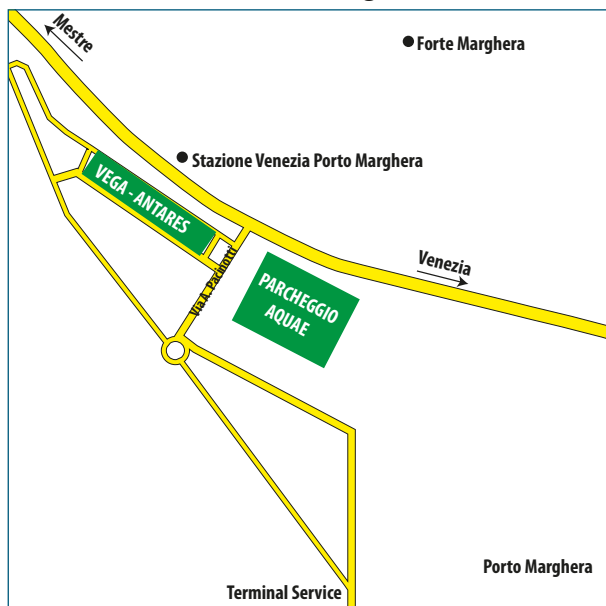 Mestre
Forte Marghera
Stazione Venezia Porto Marghera
VEGA - ANTARES
Via A. Pacinotti
Venezia
PARCHEGGIO
AQUAE
Porto Marghera
Terminal Service